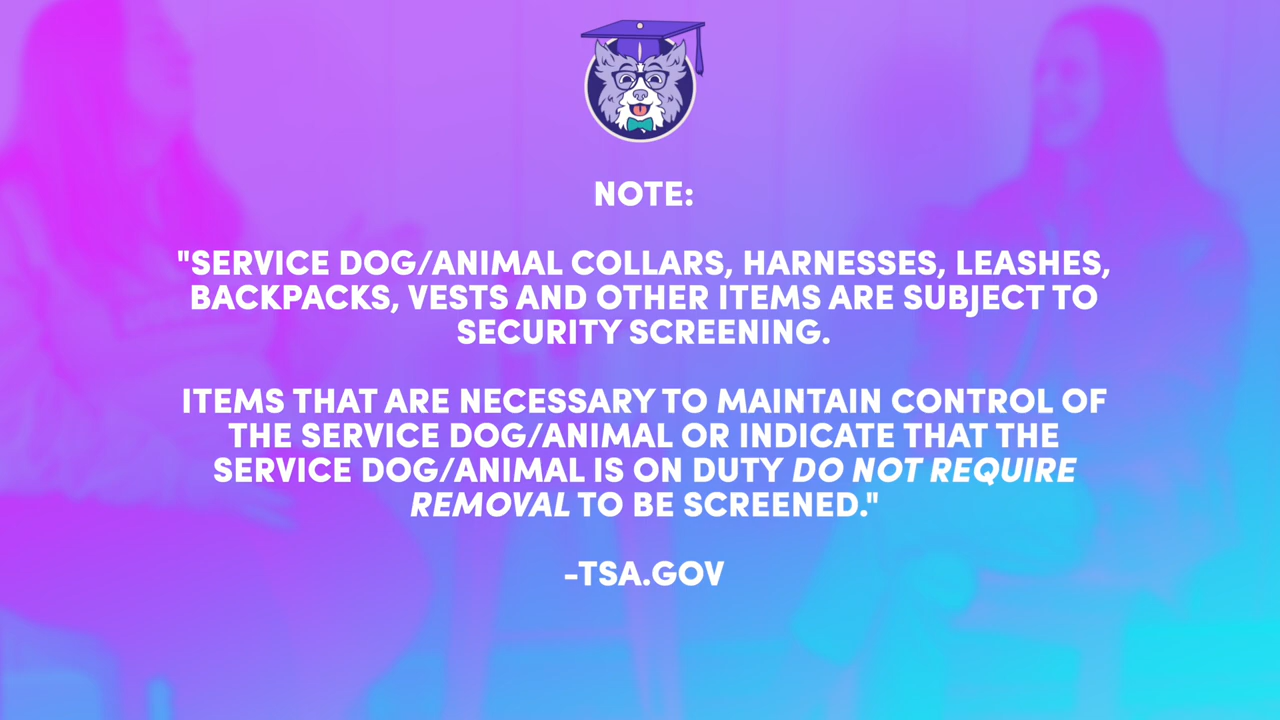 NOTE:
"SERVICE DOG/ANIMAL COLLARS, HARNESSES, LEASHES,
BACKPACKS, VESTS AND OTHER ITEMS ARE SUBJECT TO
SECURITY SCREENING.
ITEMS THAT ARE NECESSARY TO MAINTAIN CONTROL OF
THE SERVICE DOG/ANIMAL OR INDICATE THAT THE
SERVICE DOG/ANIMAL IS ON DUTY DO NOT REQUIRE
REMOVAL TO BE SCREENED."
-TSA.GOV